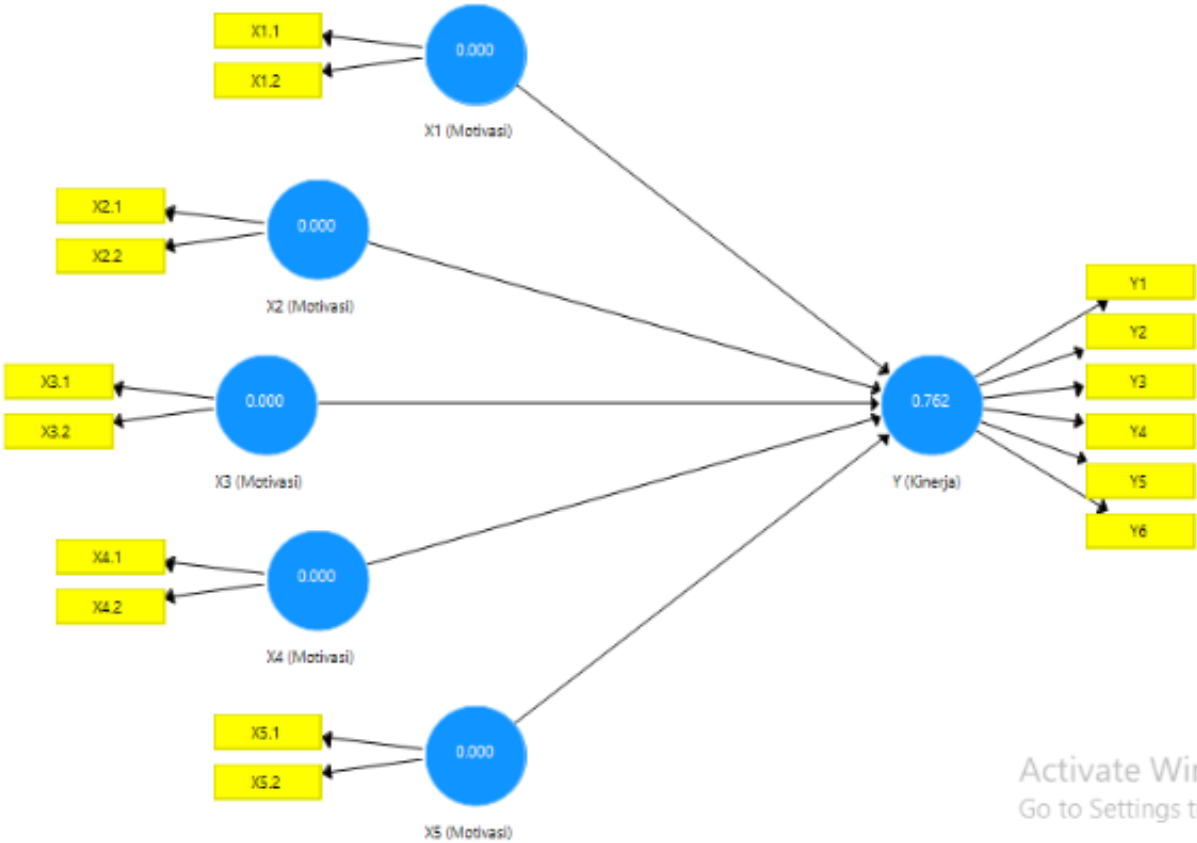 X1.1
X1.2
0.000
X1 (Motivasi)
X2.1
X2.2
0.000
X2 (Motivasi)
X3.1
X3.2
0.000
X3 (Motivasi)
X4.1
X4.2
0.000
X4 (Motivasi)
X5.1
X5.2
0.000
X5 (Motivasi)
0.762
Y (Kinerja)
Y1
Y2
Y3
Y4
Y5
Y6
Activate Win
Go to Settings t